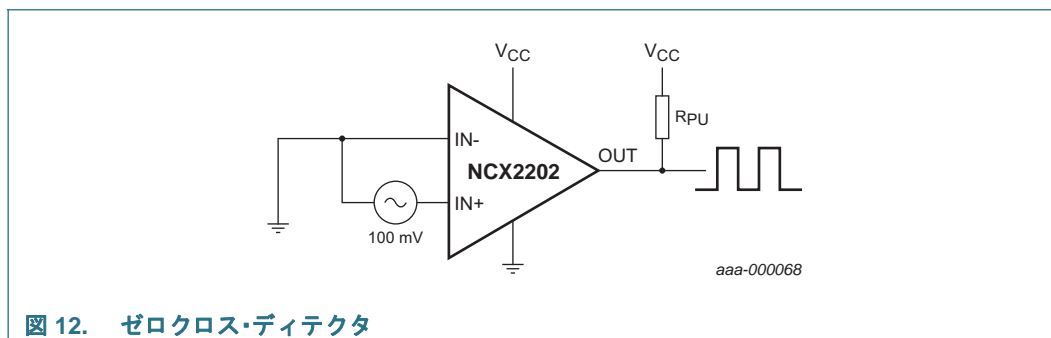 VCC
VCC
RPU
IN-
OUT
NCX2202
IN+
100 mV
aaa-000068
図 12. ゼロクロス・ディテクタ